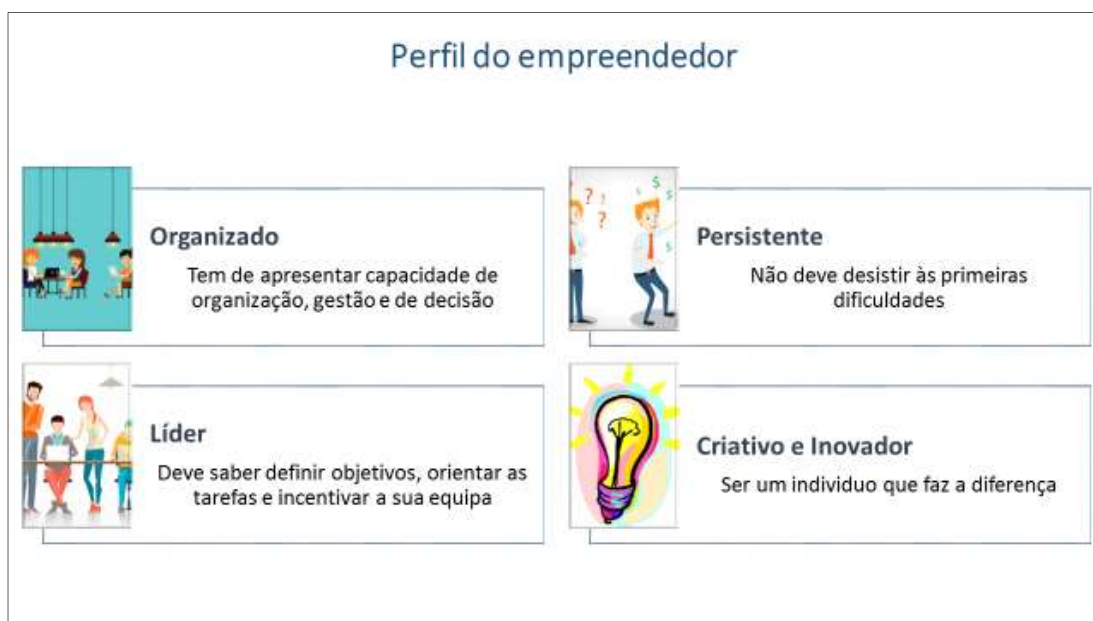 Perfil do empreendedor
Organizado
Tem de apresentar capacidade de
organização, gestão e de decisão
Persistente
Não deve desistir às primeiras
dificuldades
Líder
Deve saber definir objetivos, orientar as
tarefas e incentivar a sua equipa
Criativo e Inovador
Ser um individuo que faz a diferença